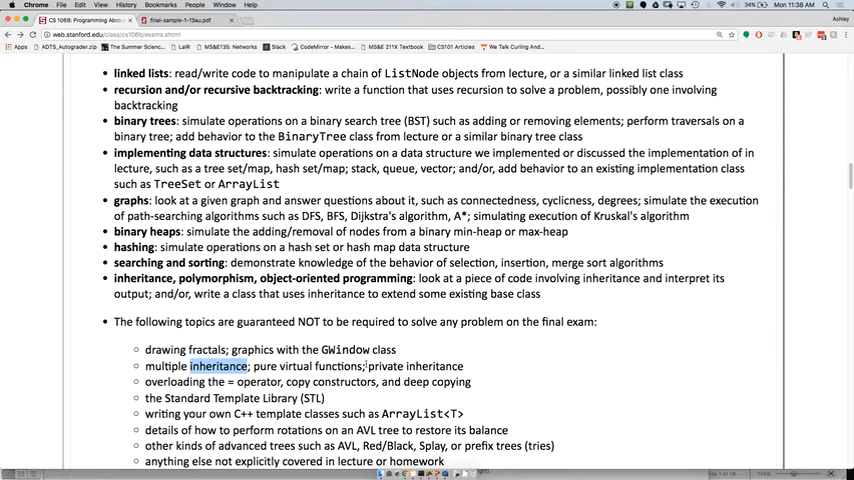 Chrome File Edit View History Bookmarks People Window Help
Mon 11:38 AM
Ashley
CS 106B: Programming Abstra
final-sample-1-13au.pdf
web.stanford.edu/class/cs106b/exams.shtml
ADTS_Autograder.zip The Summer Scienc... MS&E135: Networks Slack CodeMirror - Makes... MS&E 211X Textbook CS101 Articles We Talk Curling And...
• linked lists: read/write code to manipulate a chain of ListNode objects from lecture, or a similar linked list class
• recursion and/or recursive backtracking: write a function that uses recursion to solve a problem, possibly one involving
backtracking
• binary trees: simulate operations on a binary search tree (BST) such as adding or removing elements; perform traversals on a
binary tree; add behavior to the BinaryTree class from lecture or a similar binary tree class
• implementing data structures: simulate operations on a data structure we implemented or discussed the implementation of in
lecture, such as a tree set/map, hash set/map; stack, queue, vector; and/or, add behavior to an existing implementation class
such as TreeSet or ArrayList
• graphs: look at a given graph and answer questions about it, such as connectedness, cyclicness, degrees; simulate the execution
of path-searching algorithms such as DFS, BFS, Dijkstra's algorithm, A*; simulating execution of Kruskal's algorithm
• binary heaps: simulate the adding/removal of nodes from a binary min-heap or max-heap
• hashing: simulate operations on a hash set or hash map data structure
• searching and sorting: demonstrate knowledge of the behavior of selection, insertion, merge sort algorithms
• inheritance, polymorphism, object-oriented programming: look at a piece of code involving inheritance and interpret its
output; and/or, write a class that uses inheritance to extend some existing base class
• The following topics are guaranteed NOT to be required to solve any problem on the final exam:
◦ drawing fractals; graphics with the GWindow class
◦ multiple inheritance; pure virtual functions; private inheritance
◦ overloading the = operator, copy constructors, and deep copying
◦ the Standard Template Library (STL)
◦ writing your own C++ template classes such as ArrayList<T>
◦ details of how to perform rotations on an AVL tree to restore its balance
◦ other kinds of advanced trees such as AVL, Red/Black, Splay, or prefix trees (tries)
◦ anything else not explicitly covered in lecture or homework